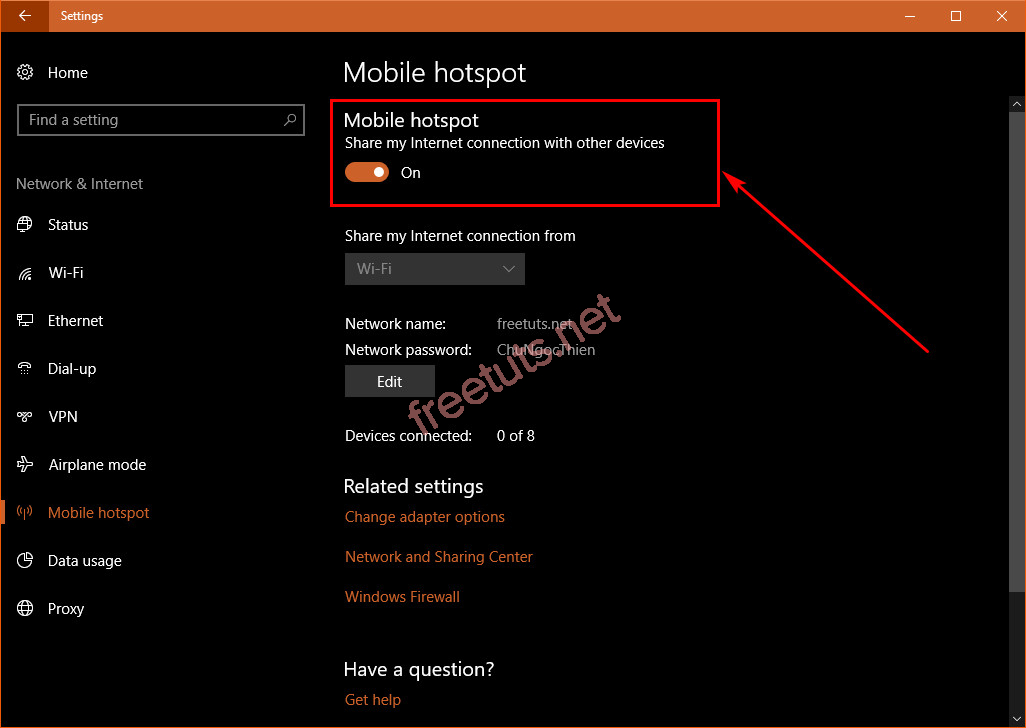 Settings
Home
Find a setting
Network & Internet
Status
Wi-Fi
Ethernet
Dial-up
VPN
Airplane mode
Mobile hotspot
Data usage
Proxy
Mobile hotspot
Mobile hotspot
Share my Internet connection with other devices
On
Share my Internet connection from
Wi-Fi
Network name: freetuts.net
Network password: ChuNgocThien
Edit
freetuts.net
Devices connected: 0 of 8
Related settings
Change adapter options
Network and Sharing Center
Windows Firewall
Have a question?
Get help